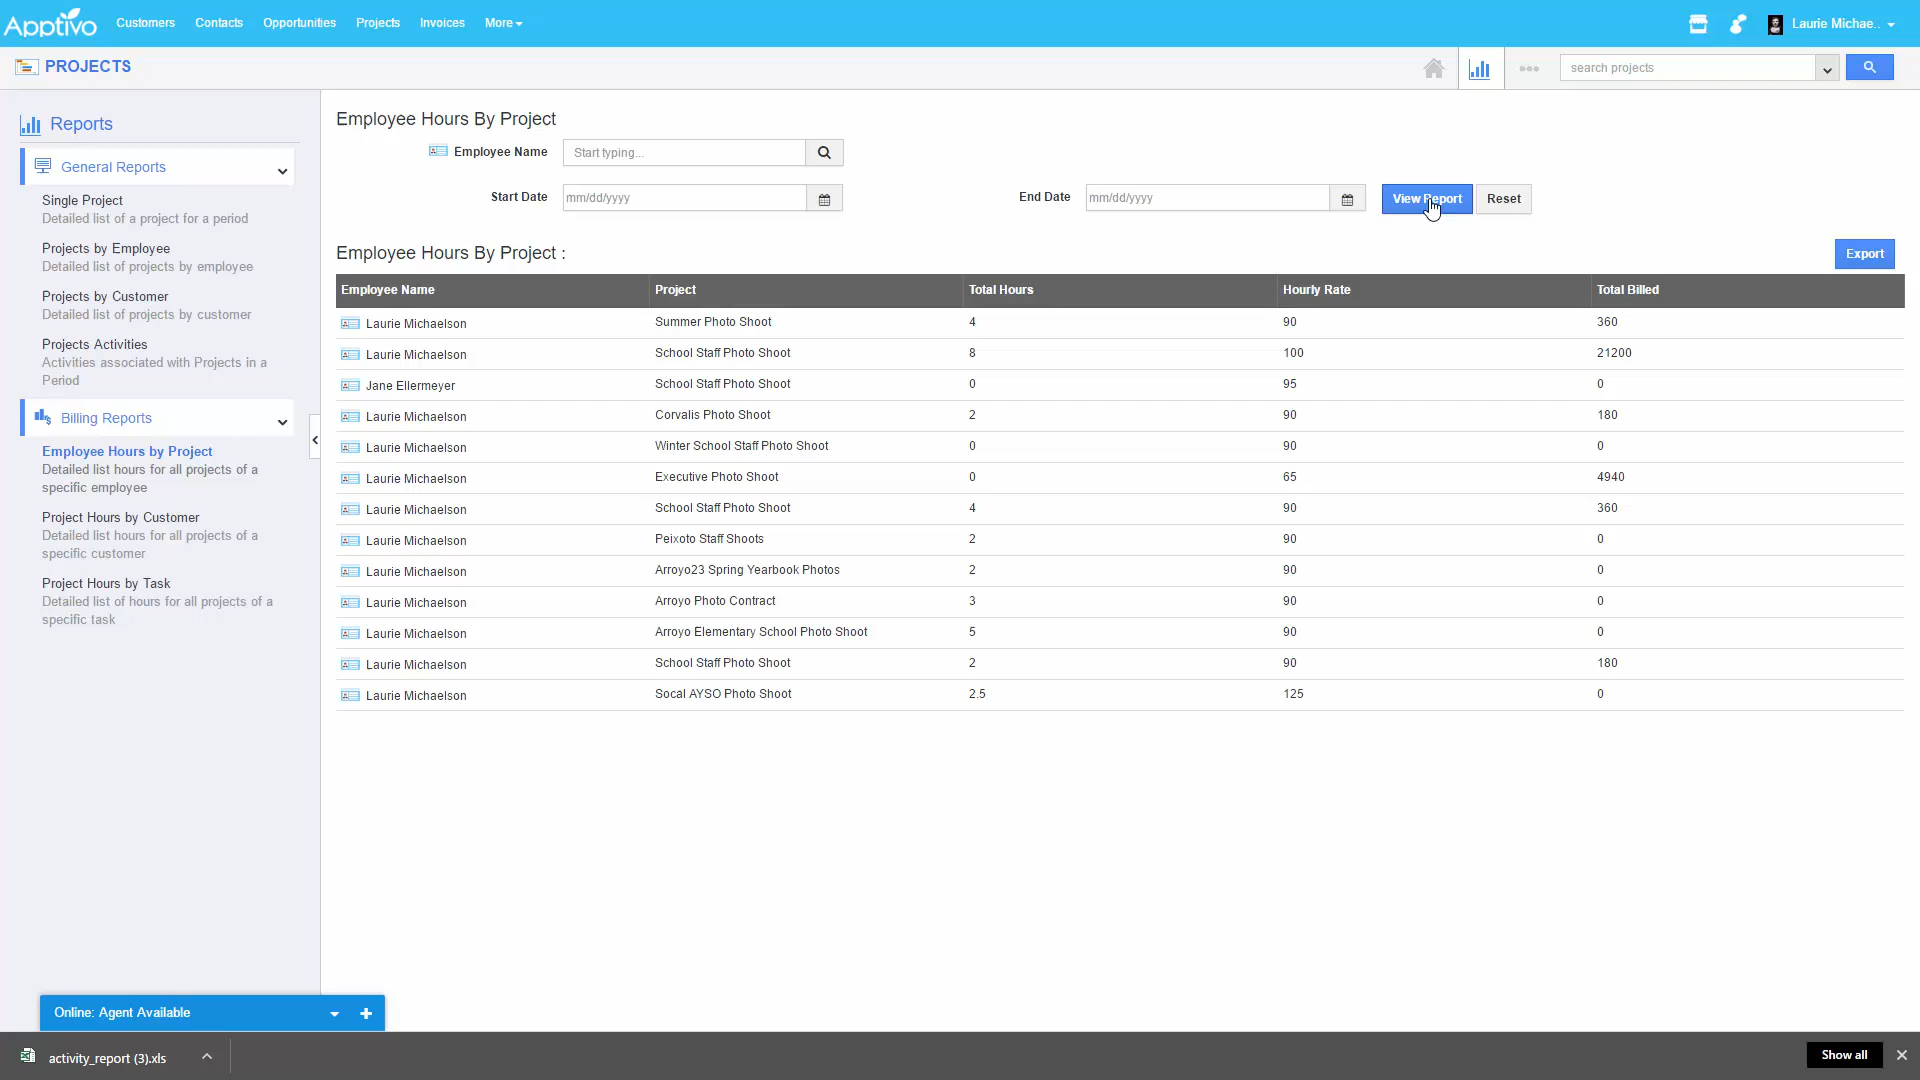 Apptivo Customers Contacts Opportunities Projects Invoices More Laurie Michae..
PROJECTS search projects
Reports
General Reports
Single Project
Detailed list of a project for a period
Projects by Employee
Detailed list of projects by employee
Projects by Customer
Detailed list of projects by customer
Projects Activities
Activities associated with Projects in a
Period
Billing Reports
Employee Hours by Project
Detailed list hours for all projects of a
specific employee
Project Hours by Customer
Detailed list hours for all projects of a
specific customer
Project Hours by Task
Detailed list of hours for all projects of a
specific task
Employee Hours By Project
Employee Name Start typing...
Start Date mm/dd/yyyy End Date mm/dd/yyyy View Report Reset
Employee Hours By Project : Export
Employee Name Project Total Hours Hourly Rate Total Billed
Laurie Michaelson Summer Photo Shoot 4 90 360
Laurie Michaelson School Staff Photo Shoot 8 100 21200
Jane Ellermeyer School Staff Photo Shoot 0 95 0
Laurie Michaelson Corvalis Photo Shoot 2 90 180
Laurie Michaelson Winter School Staff Photo Shoot 0 90 0
Laurie Michaelson Executive Photo Shoot 0 65 4940
Laurie Michaelson School Staff Photo Shoot 4 90 360
Laurie Michaelson Peixoto Staff Shoots 2 90 0
Laurie Michaelson Arroyo23 Spring Yearbook Photos 2 90 0
Laurie Michaelson Arroyo Photo Contract 3 90 0
Laurie Michaelson Arroyo Elementary School Photo Shoot 5 90 0
Laurie Michaelson School Staff Photo Shoot 2 90 180
Laurie Michaelson Socal AYSO Photo Shoot 2.5 125 0
Online: Agent Available
activity_report (3).xls Show all